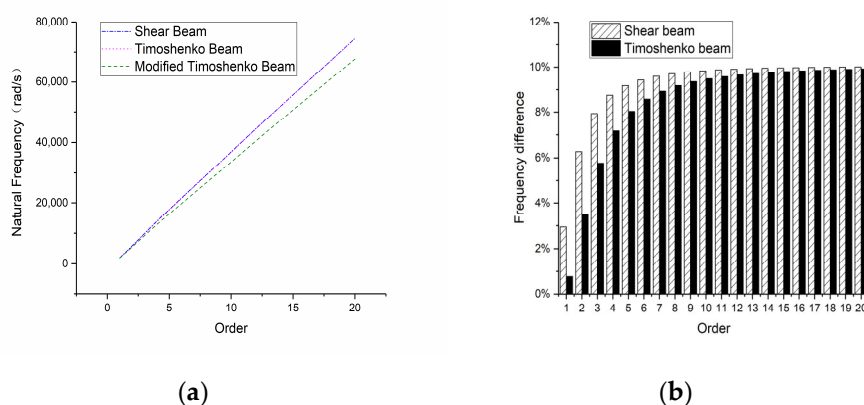 80,000
60,000
40,000
20,000
0
Natural Frequency（rad/s）
Shear Beam
Timoshenko Beam
Modified Timoshenko Beam
0 5 10 15 20
Order
(a)
12%
10%
8%
6%
4%
2%
0%
Frequency difference
Shear beam
Timoshenko beam
1 2 3 4 5 6 7 8 9 10 11 12 13 14 15 16 17 18 19 20
Order
(b)